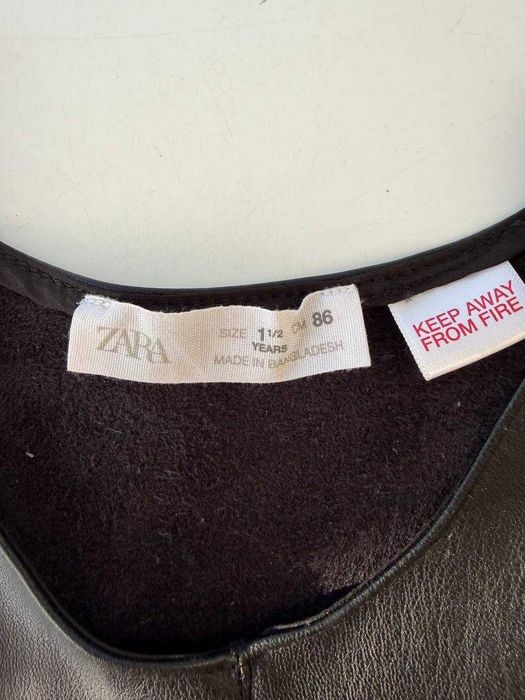 ZARA
SIZE 1 1/2 CM 86
YEARS
MADE IN BANGLADESH
KEEP AWAY
FROM FIRE